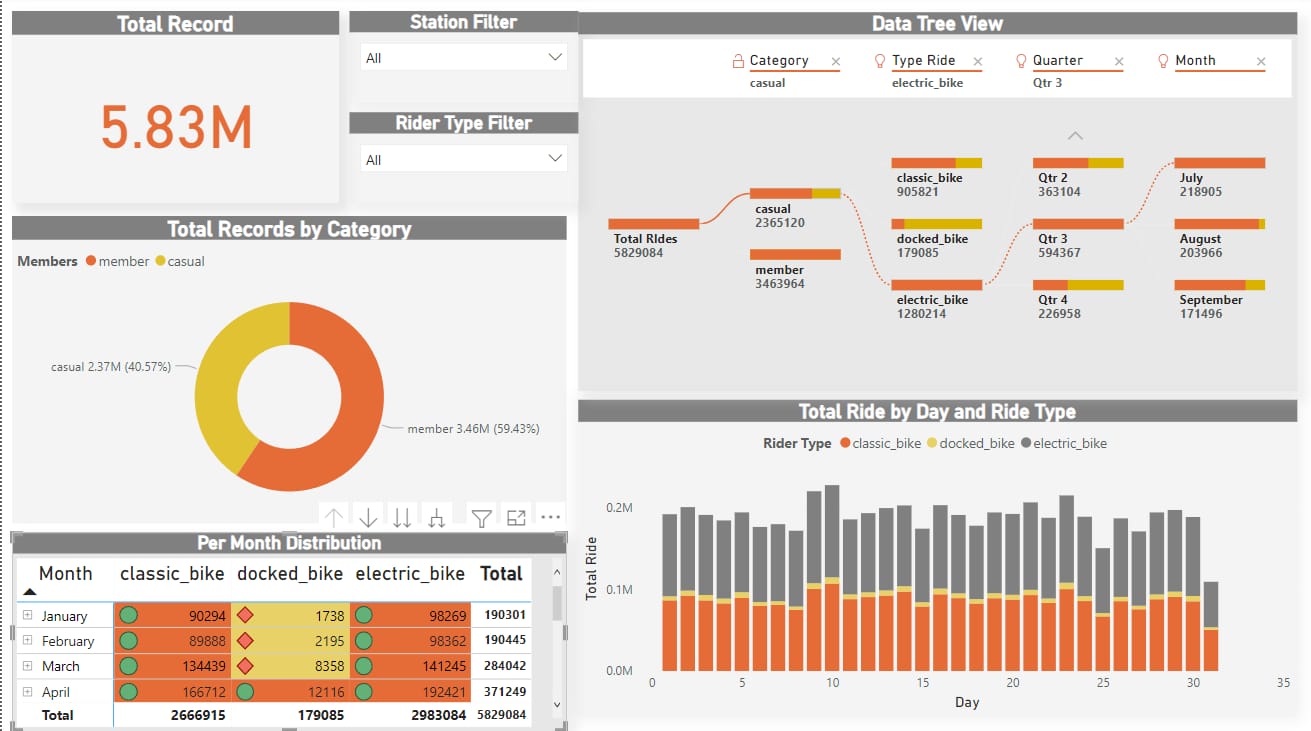 Total Record
5.83M
Station Filter
All
Rider Type Filter
All
Total Records by Category
Members member casual
casual 2.37M (40.57%)
member 3.46M (59.43%)
Per Month Distribution
Month classic_bike docked_bike electric_bike Total
January 90294 1738 98269 190301
February 89888 2195 98362 190445
March 134439 8358 141245 284042
April 166712 12116 192421 371249
Total 2666915 179085 2983084 5829084
Data Tree View
Category Type Ride Quarter Month
casual electric_bike Qtr 3
Total RIdes
5829084
casual
2365120
member
3463964
classic_bike
905821
docked_bike
179085
electric_bike
1280214
Qtr 2
363104
Qtr 3
594367
Qtr 4
226958
July
218905
August
203966
September
171496
Total Ride by Day and Ride Type
Rider Type classic_bike docked_bike electric_bike
Total Ride
0.2M
0.1M
0.0M
0 5 10 15 20 25 30 35
Day